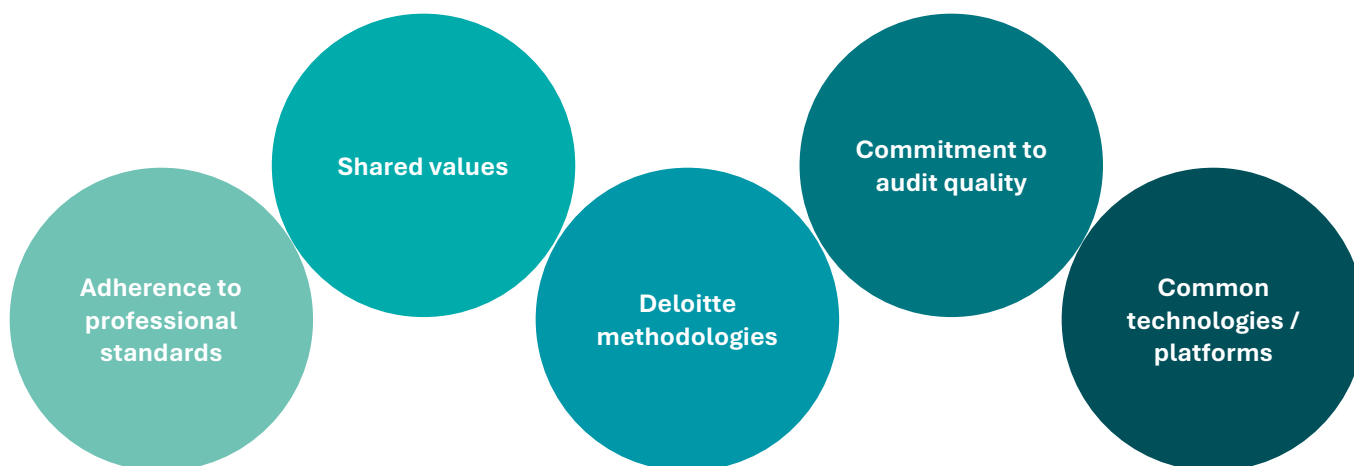 Adherence to
professional
standards
Shared values
Deloitte
methodologies
Commitment to
audit quality
Common
technologies /
platforms